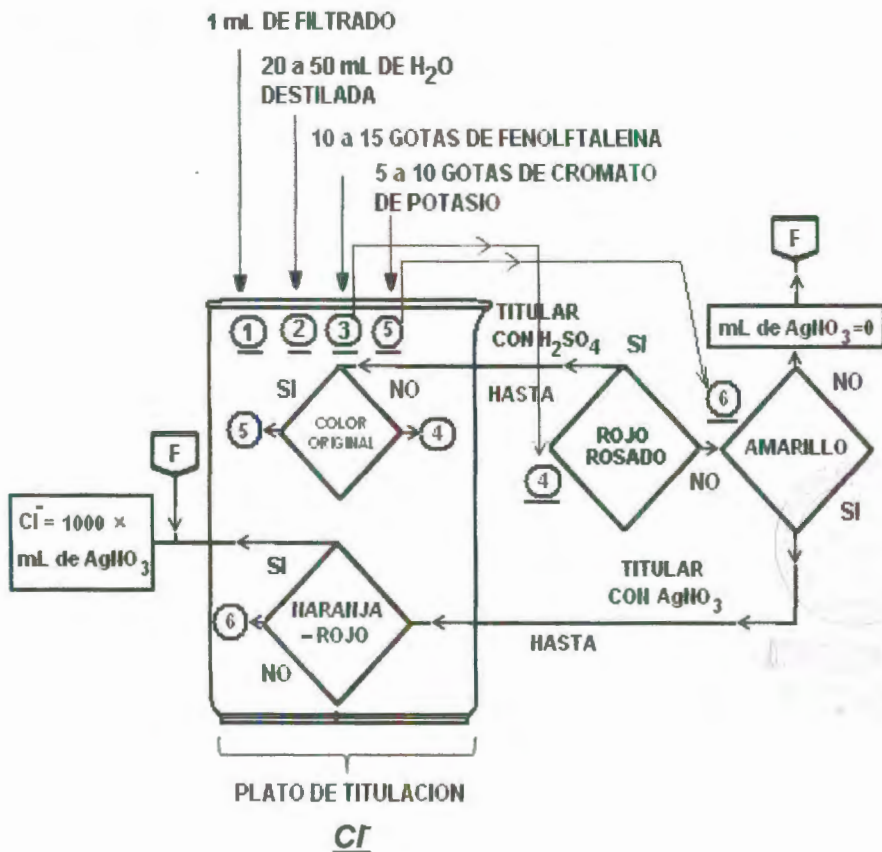 1 mL DE FILTRADO
20 a 50 mL DE H₂O
DESTILADA
10 a 15 GOTAS DE FENOLFTALEINA
5 a 10 GOTAS DE CROMATO
DE POTASIO
F
1
2
3
5
TITULAR
CON H₂SO₄
HASTA
SI
mL de AgNO₃=0
NO
SI
NO
COLOR
ORIGINAL
5
4
ROJO
ROSADO
4
NO
6
AMARILLO
SI
F
Cl⁻ = 1000 ×
mL de AgNO₃
SI
NARANJA
– ROJO
6
NO
TITULAR
CON AgNO₃
HASTA
PLATO DE TITULACION
Cl⁻